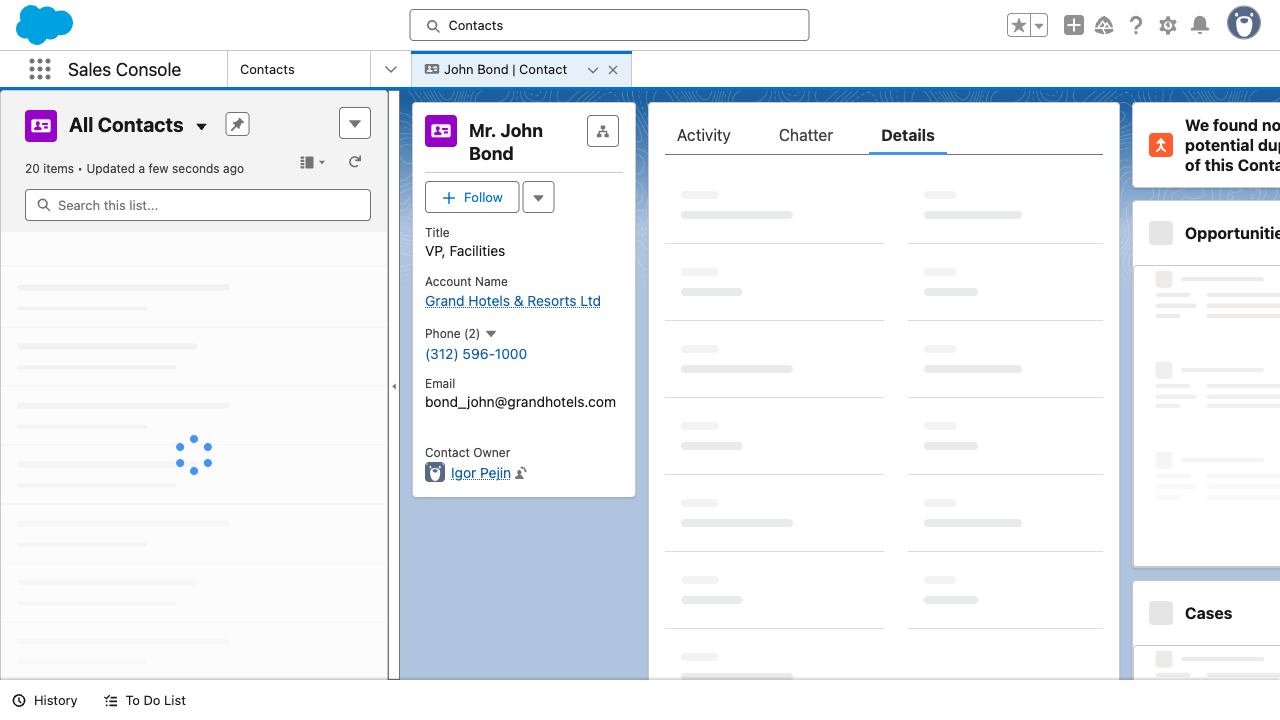 Contacts
Sales Console
Contacts
John Bond | Contact
All Contacts
20 items • Updated a few seconds ago
Search this list...
Mr. John
Bond
Follow
Title
VP, Facilities
Account Name
Grand Hotels & Resorts Ltd
Phone (2)
(312) 596-1000
Email
bond_john@grandhotels.com
Contact Owner
Igor Pejin
Activity
Chatter
Details
We found no
potential dup
of this Conta
Opportunitie
Cases
History
To Do List